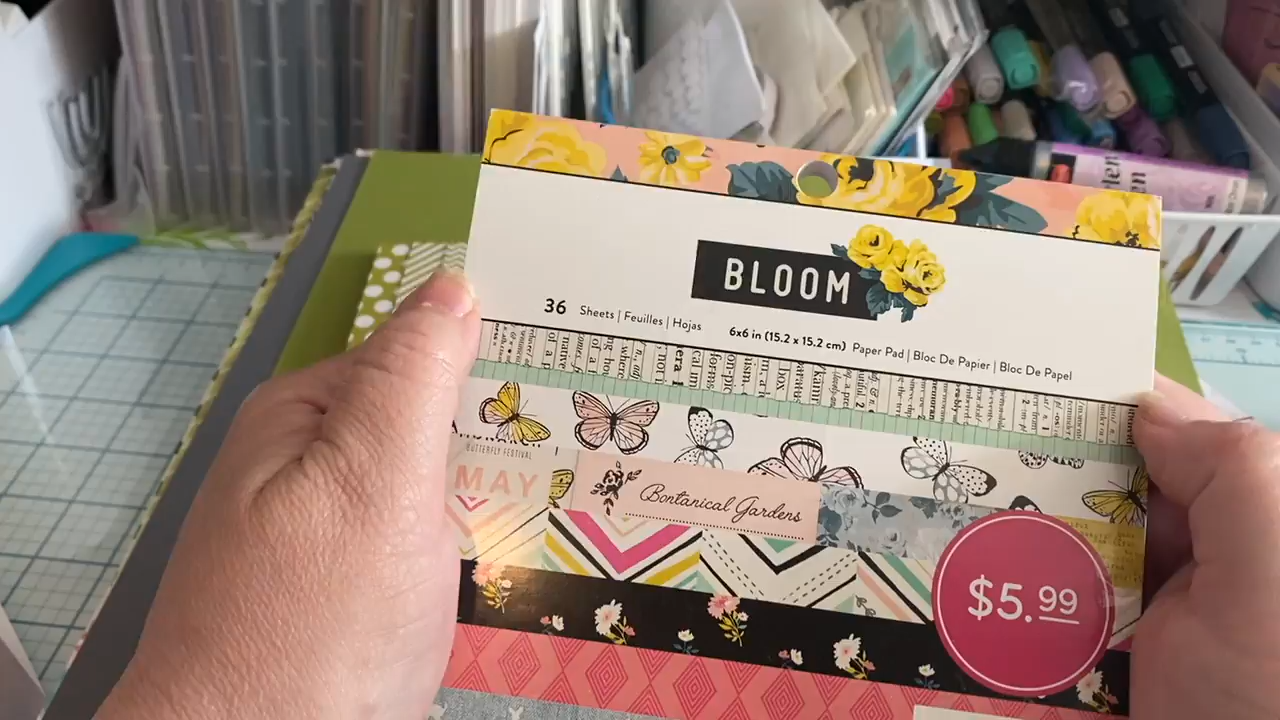 BLOOM
36 Sheets | Feuilles | Hojas
6x6 in (15.2 x 15.2 cm) Paper Pad | Bloc De Papier | Bloc De Papel
BUTTERFLY FESTIVAL
MAY
Bontanical Gardens
$5.99